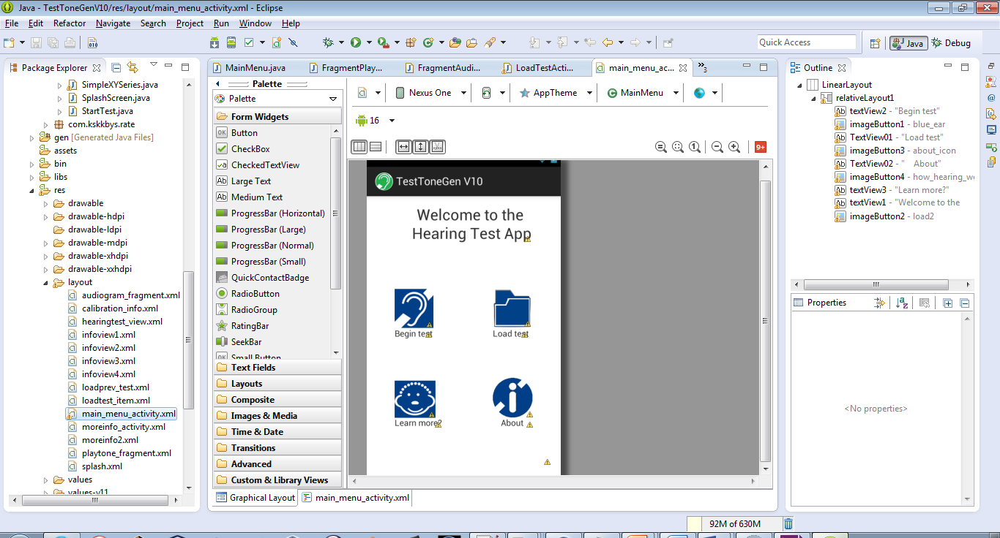 Java - TestToneGenV10/res/layout/main_menu_activity.xml - Eclipse
File Edit Refactor Navigate Search Project Run Window Help
Quick Access
Java
Debug
Package Explorer
SimpleXYSeries.java
SplashScreen.java
StartTest.java
com.kskkbys.rate
gen [Generated Java Files]
assets
bin
libs
res
drawable
drawable-hdpi
drawable-ldpi
drawable-mdpi
drawable-xhdpi
drawable-xxhdpi
layout
audiogram_fragment.xml
calibration_info.xml
hearingtest_view.xml
infoview1.xml
infoview2.xml
infoview3.xml
infoview4.xml
loadprev_test.xml
loadtest_item.xml
main_menu_activity.xml
moreinfo_activity.xml
moreinfo2.xml
playtone_fragment.xml
splash.xml
values
values-v11
MainMenu.java
FragmentPlay...
FragmentAudi...
LoadTestActi...
main_menu_ac...
»3
Palette
Palette
Form Widgets
Button
CheckBox
CheckedTextView
Large Text
Medium Text
ProgressBar (Horizontal)
ProgressBar (Large)
ProgressBar (Normal)
ProgressBar (Small)
QuickContactBadge
RadioButton
RadioGroup
RatingBar
SeekBar
Small Button
Text Fields
Layouts
Composite
Images & Media
Time & Date
Transitions
Advanced
Custom & Library Views
Nexus One
AppTheme
MainMenu
16
9+
TestToneGen V10
Welcome to the
Hearing Test App
Begin test
Load test
Learn more?
About
Graphical Layout
main_menu_activity.xml
Outline
LinearLayout
relativeLayout1
textView2 - "Begin test"
imageButton1 - blue_ear
TextView01 - "Load test"
imageButton3 - about_icon
TextView02 - "    About"
imageButton4 - how_hearing_wo
textView3 - "Learn more?"
textView1 - "Welcome to the
imageButton2 - load2
Properties
<No properties>
92M of 630M